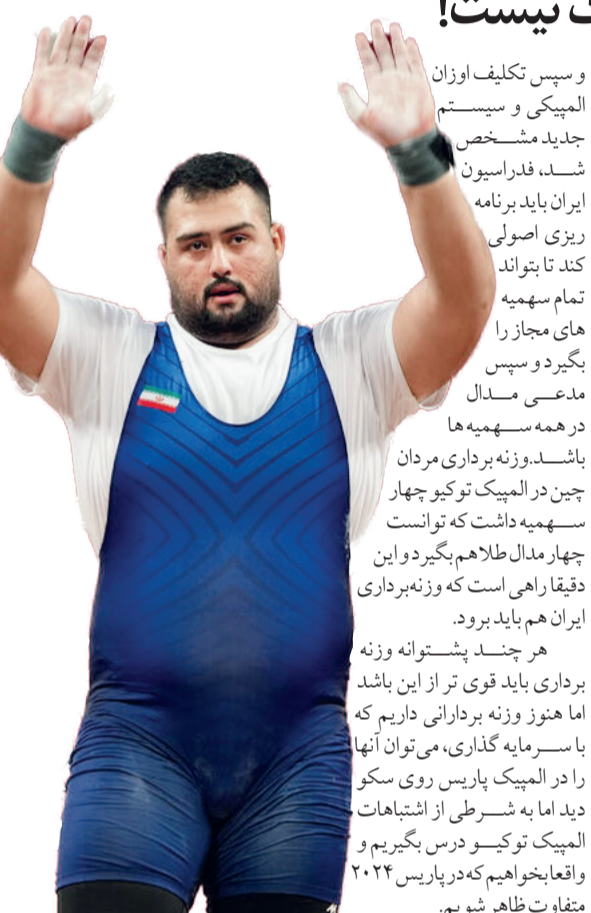 نیست!
و سپس تکلیف اوزان
المپیکی و سیستم
جدید مشخص
شد، فدراسیون
ایران باید برنامه
ریزی اصولی
کند تا بتواند
تمام سهمیه
های مجاز را
بگیرد و سپس
مدعی مدال
در همه سهمیه ها
باشد.وزنه برداری مردان
چین در المپیک توکیو چهار
سهمیه داشت که توانست
چهار مدال طلا هم بگیرد و این
دقیقا راهی است که وزنه‌برداری
ایران هم باید برود.
هر چند پشتوانه وزنه
برداری باید قوی تر از این باشد
اما هنوز وزنه بردارانی داریم که
با سرمایه گذاری، می‌توان آنها
را در المپیک پاریس روی سکو
دید اما به شرطی از اشتباهات
المپیک توکیو درس بگیریم و
واقعا بخواهیم که در پاریس ۲۰۲۴
متفاوت ظاهر شویم.